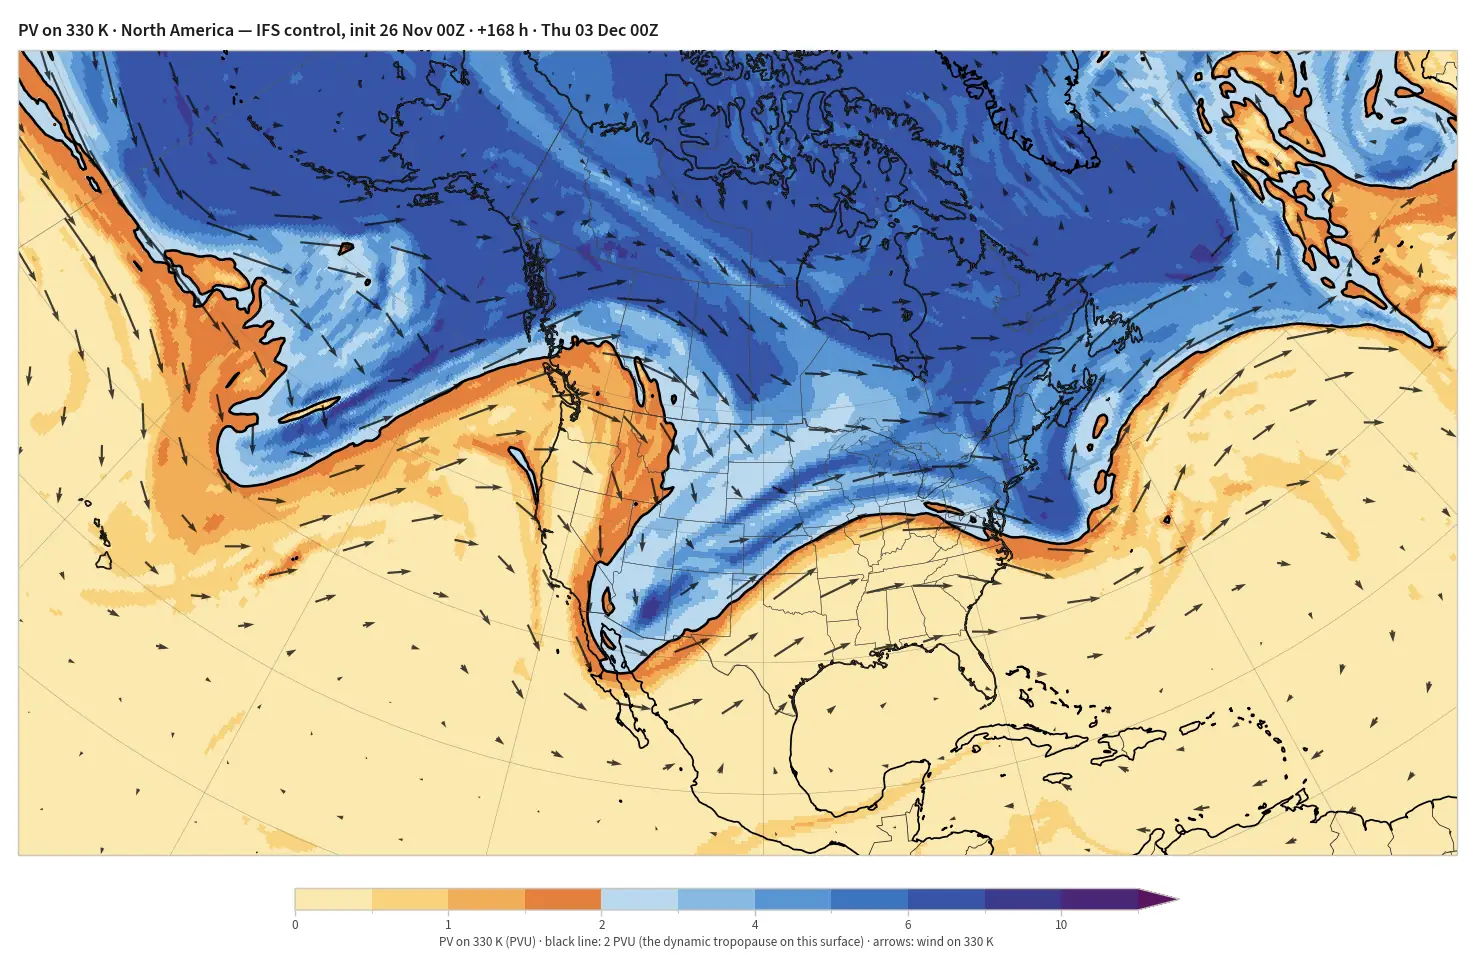 PV on 330 K · North America — IFS control, init 26 Nov 00Z · +168 h · Thu 03 Dec 00Z
0 1 2 4 6 10
PV on 330 K (PVU) · black line: 2 PVU (the dynamic tropopause on this surface) · arrows: wind on 330 K